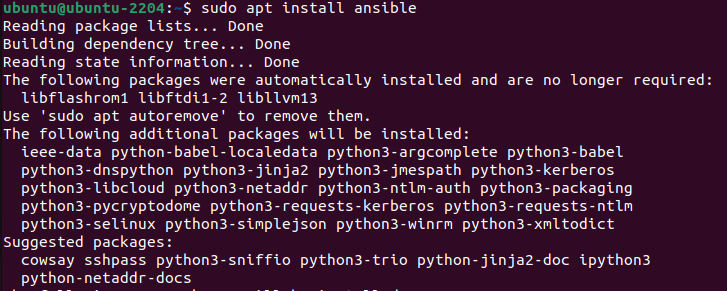 ubuntu@ubuntu-2204:~$ sudo apt install ansible
Reading package lists... Done
Building dependency tree... Done
Reading state information... Done
The following packages were automatically installed and are no longer required:
  libflashrom1 libftdi1-2 libllvm13
Use 'sudo apt autoremove' to remove them.
The following additional packages will be installed:
  ieee-data python-babel-localedata python3-argcomplete python3-babel
  python3-dnspython python3-jinja2 python3-jmespath python3-kerberos
  python3-libcloud python3-netaddr python3-ntlm-auth python3-packaging
  python3-pycryptodome python3-requests-kerberos python3-requests-ntlm
  python3-selinux python3-simplejson python3-winrm python3-xmltodict
Suggested packages:
  cowsay sshpass python3-sniffio python3-trio python-jinja2-doc ipython3
  python-netaddr-docs